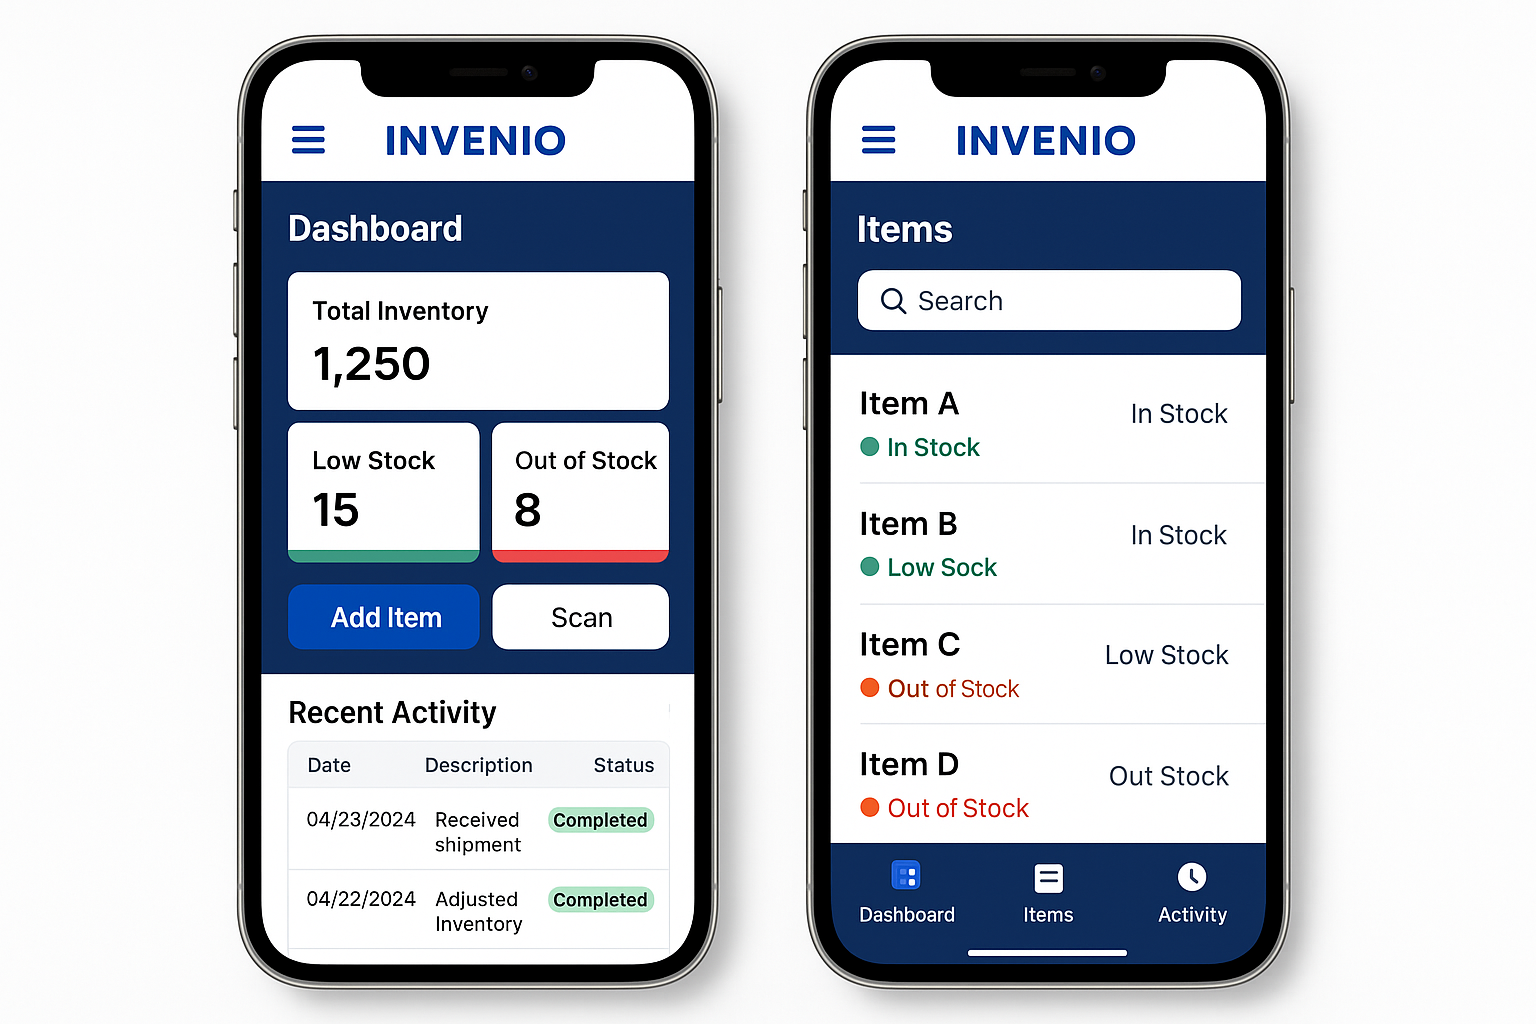 INVENIO
Dashboard
Total Inventory
1,250
Low Stock
15
Out of Stock
8
Add Item
Scan
Recent Activity
Date Description Status
04/23/2024 Received shipment Completed
04/22/2024 Adjusted Inventory Completed
INVENIO
Items
Search
Item A
In Stock
In Stock
Item B
In Stock
Low Sock
Item C
Low Stock
Out of Stock
Item D
Out Stock
Out of Stock
Dashboard Items Activity